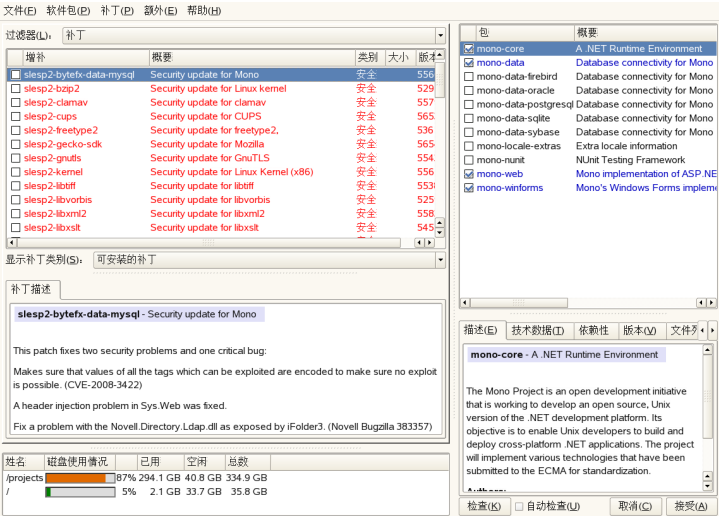 文件(F) 软件包(P) 补丁(P) 额外(E) 帮助(H)
过滤器(L): 补丁
增补 概要 类别 大小 版本
slesp2-bytefx-data-mysql Security update for Mono 安全 556
slesp2-bzip2 Security update for Linux kernel 安全 529
slesp2-clamav Security update for clamav 安全 557
slesp2-cups Security update for CUPS 安全 565
slesp2-freetype2 Security update for freetype2, 安全 536
slesp2-gecko-sdk Security update for Mozilla 安全 565
slesp2-gnutls Security update for GnuTLS 安全 554
slesp2-kernel Security update for Linux Kernel (x86) 安全 556
slesp2-libtiff Security update for libtiff 安全 553
slesp2-libvorbis Security update for libvorbis 安全 525
slesp2-libxml2 Security update for libxml2 安全 558
slesp2-libxslt Security update for libxslt 安全 545
显示补丁类别(S): 可安装的补丁
补丁描述
slesp2-bytefx-data-mysql - Security update for Mono
This patch fixes two security problems and one critical bug:
Makes sure that values of all the tags which can be exploited are encoded to make sure no exploit
is possible. (CVE-2008-3422)
A header injection problem in Sys.Web was fixed.
Fix a problem with the Novell.Directory.Ldap.dll as exposed by iFolder3. (Novell Bugzilla 383357)
姓名 磁盘使用情况 已用 空闲 总数
/projects 87% 294.1 GB 40.8 GB 334.9 GB
/ 5% 2.1 GB 33.7 GB 35.8 GB
包 概要
mono-core A .NET Runtime Environment
mono-data Database connectivity for Mono
mono-data-firebird Database connectivity for Mono
mono-data-oracle Database connectivity for Mono
mono-data-postgresql Database connectivity for Mono
mono-data-sqlite Database connectivity for Mono
mono-data-sybase Database connectivity for Mono
mono-locale-extras Extra locale information
mono-nunit NUnit Testing Framework
mono-web Mono implementation of ASP.NE
mono-winforms Mono's Windows Forms impleme
描述(E) 技术数据(T) 依赖性 版本(V) 文件列
mono-core - A .NET Runtime Environment
The Mono Project is an open development initiative
that is working to develop an open source, Unix
version of the .NET development platform. Its
objective is to enable Unix developers to build and
deploy cross-platform .NET applications. The project
will implement various technologies that have been
submitted to the ECMA for standardization.
Authors:
检查(K) 自动检查(U) 取消(C) 接受(A)